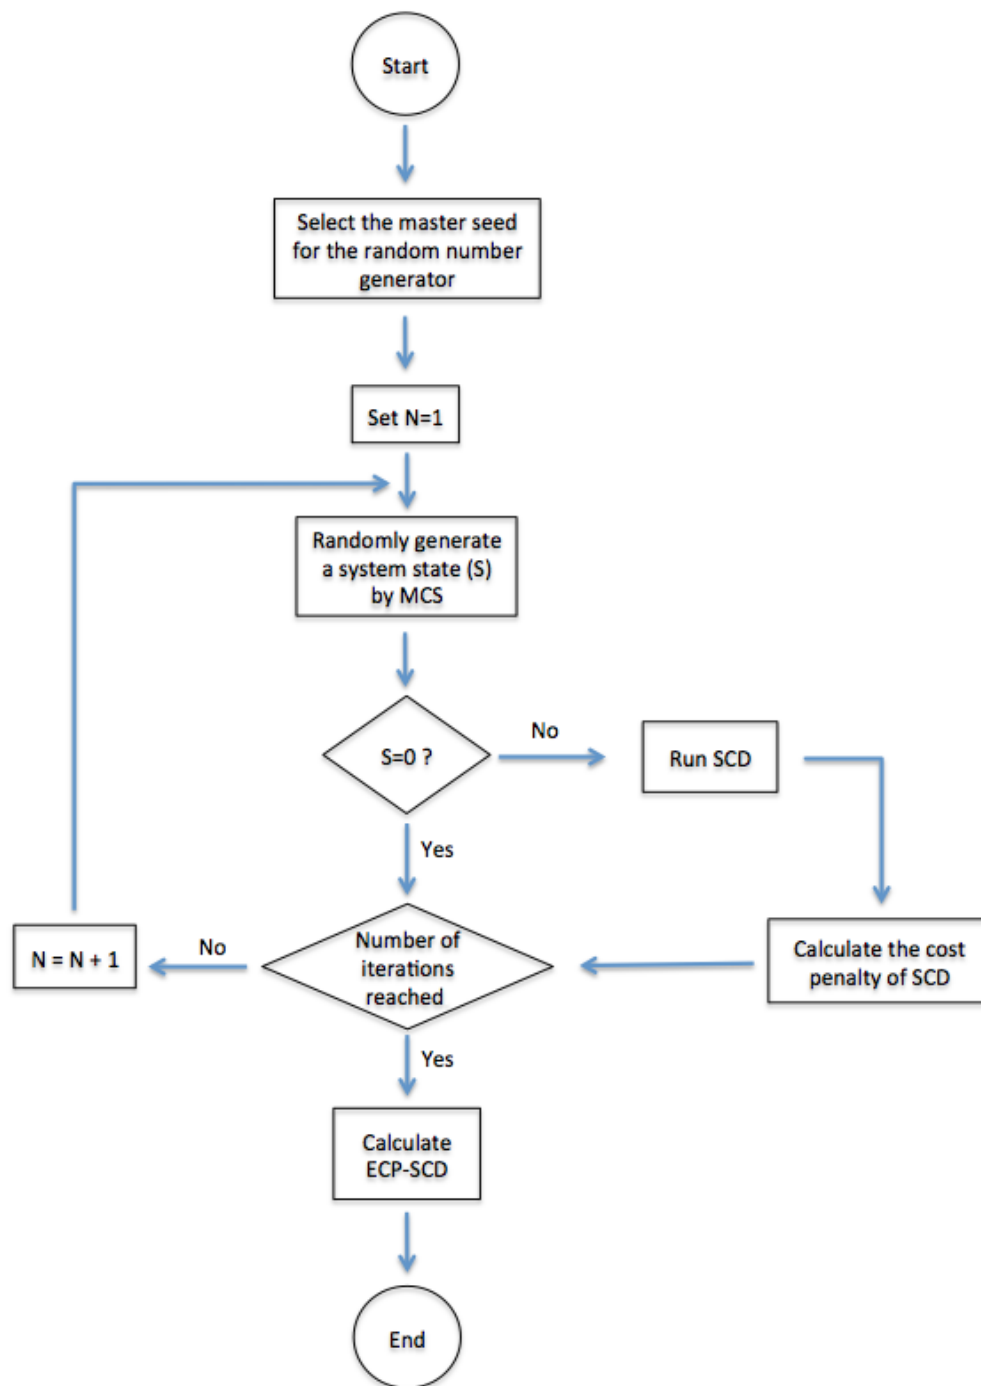 Start
Select the master seed
for the random number
generator
Set N=1
Randomly generate
a system state (S)
by MCS
S=0 ?
No
Run SCD
Yes
Calculate the cost
penalty of SCD
Number of
iterations
reached
No
N = N + 1
Yes
Calculate
ECP-SCD
End